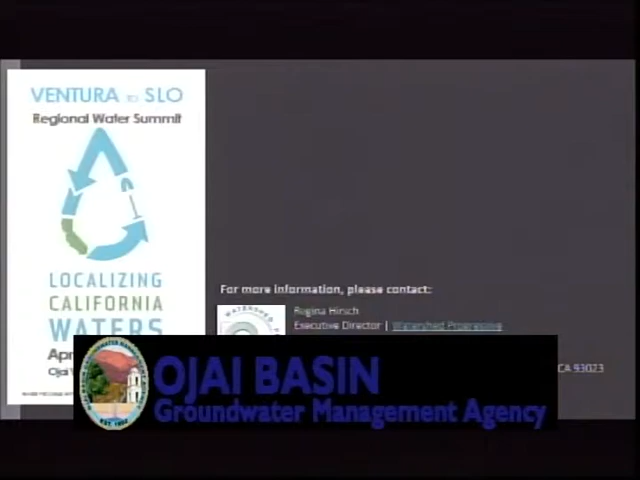 VENTURA TO SLO
Regional Water Summit
LOCALIZING
CALIFORNIA
WATERS
For more information, please contact:
Regina Hirsch
Executive Director | Watershed Progressive
CA 93023
OJAI BASIN
Groundwater Management Agency